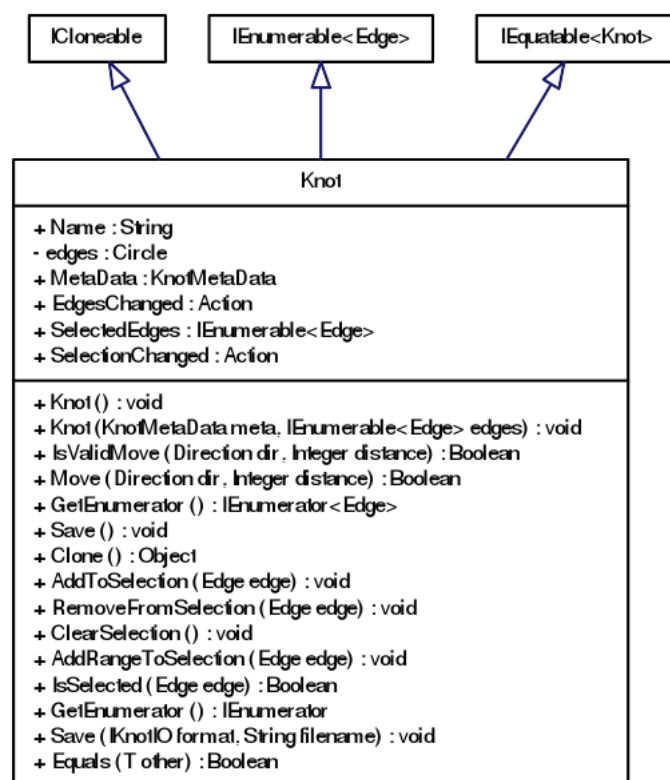 ICloneable
IEnumerable<Edge>
IEquatable<Knot>
Knot
+ Name : String
- edges : Circle
+ MetaData : KnotMetaData
+ EdgesChanged : Action
+ SelectedEdges : IEnumerable<Edge>
+ SelectionChanged : Action
+ Knot () : void
+ Knot (KnotMetaData meta, IEnumerable<Edge> edges) : void
+ IsValidMove (Direction dir, Integer distance) : Boolean
+ Move (Direction dir, Integer distance) : Boolean
+ GetEnumerator () : IEnumerator<Edge>
+ Save () : void
+ Clone () : Object
+ AddToSelection (Edge edge) : void
+ RemoveFromSelection (Edge edge) : void
+ ClearSelection () : void
+ AddRangeToSelection (Edge edge) : void
+ IsSelected (Edge edge) : Boolean
+ GetEnumerator () : IEnumerator
+ Save (IKnotIO format, String filename) : void
+ Equals (T other) : Boolean